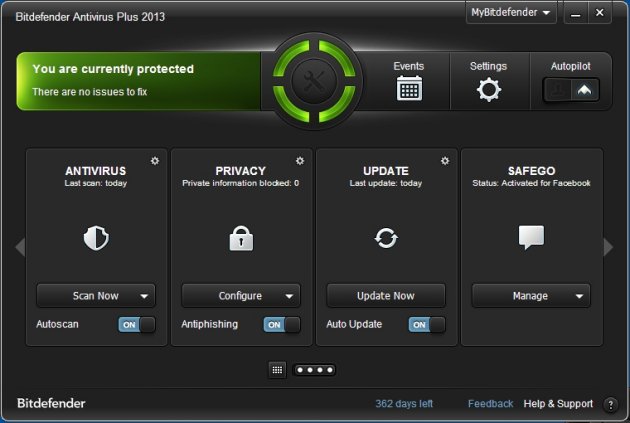 Bitdefender Antivirus Plus 2013
MyBitdefender
You are currently protected
There are no issues to fix
Events
Settings
Autopilot
ANTIVIRUS
Last scan: today
Scan Now
Autoscan
ON
PRIVACY
Private information blocked: 0
Configure
Antiphishing
ON
UPDATE
Last update: today
Update Now
Auto Update
ON
SAFEGO
Status: Activated for Facebook
Manage
Bitdefender
362 days left
Feedback
Help & Support
?